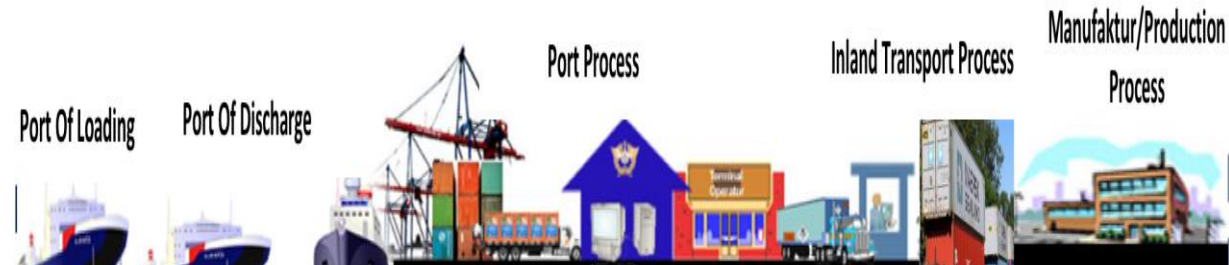 Port Of Loading
Port Of Discharge
Port Process
Inland Transport Process
Manufaktur/Production
Process
Terminal
Operator